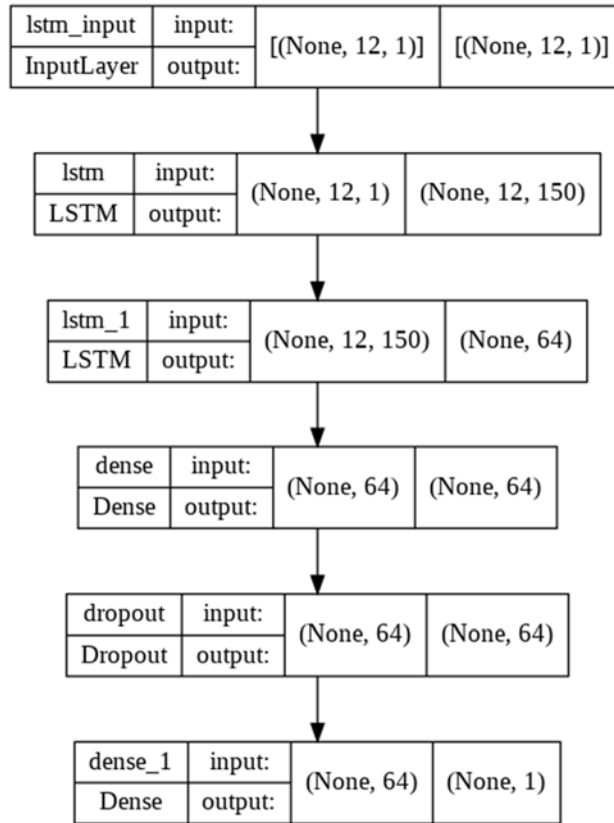 lstm_input input: [(None, 12, 1)] [(None, 12, 1)]
InputLayer output:
lstm input: (None, 12, 1) (None, 12, 150)
LSTM output:
lstm_1 input: (None, 12, 150) (None, 64)
LSTM output:
dense input: (None, 64) (None, 64)
Dense output:
dropout input: (None, 64) (None, 64)
Dropout output:
dense_1 input: (None, 64) (None, 1)
Dense output: